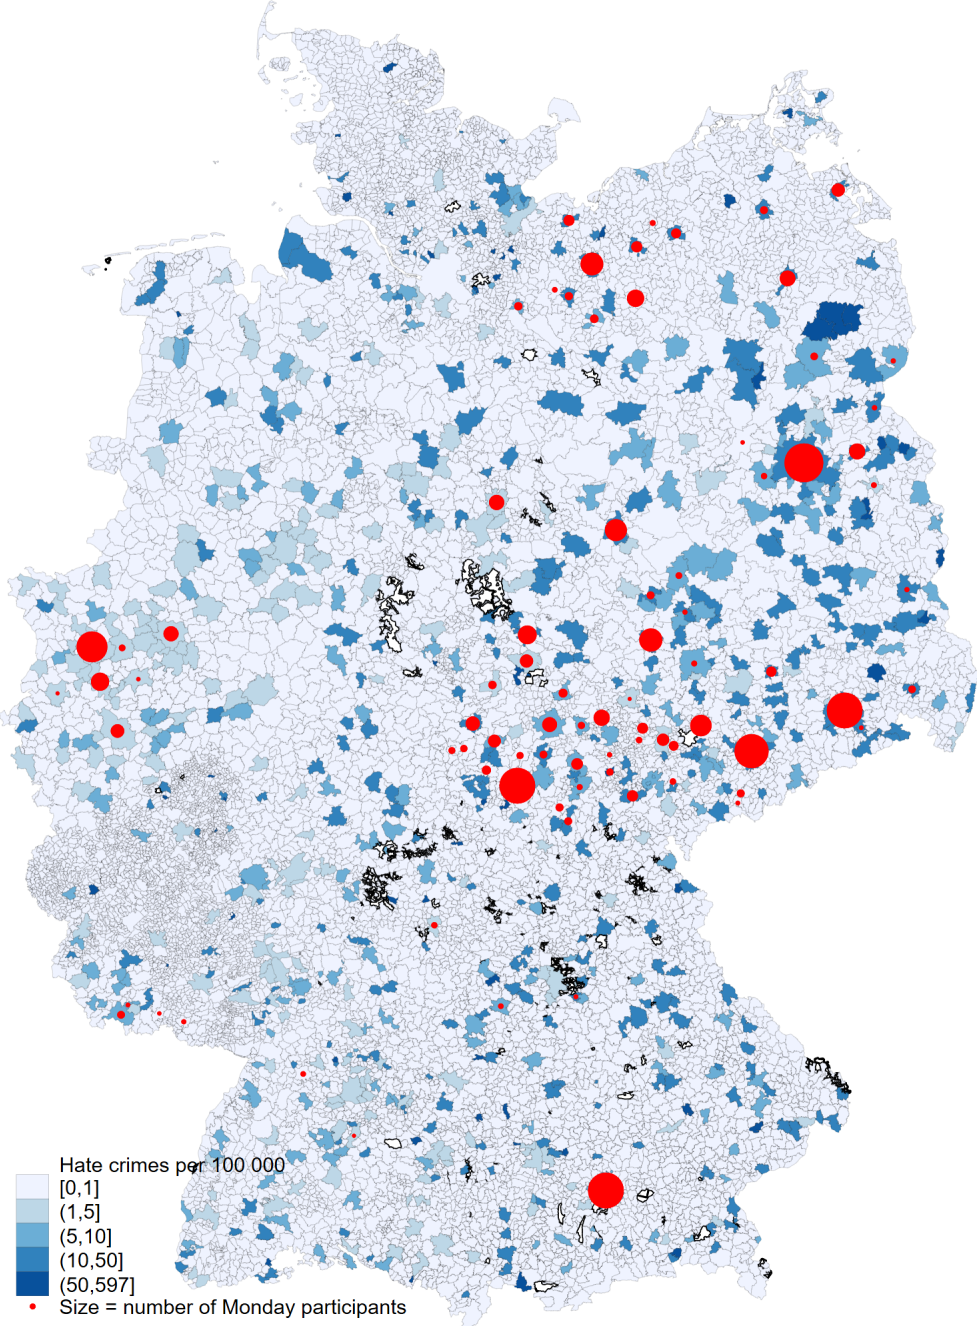 Hate crimes per 100 000
[0,1]
(1,5]
(5,10]
(10,50]
(50,597]
Size = number of Monday participants